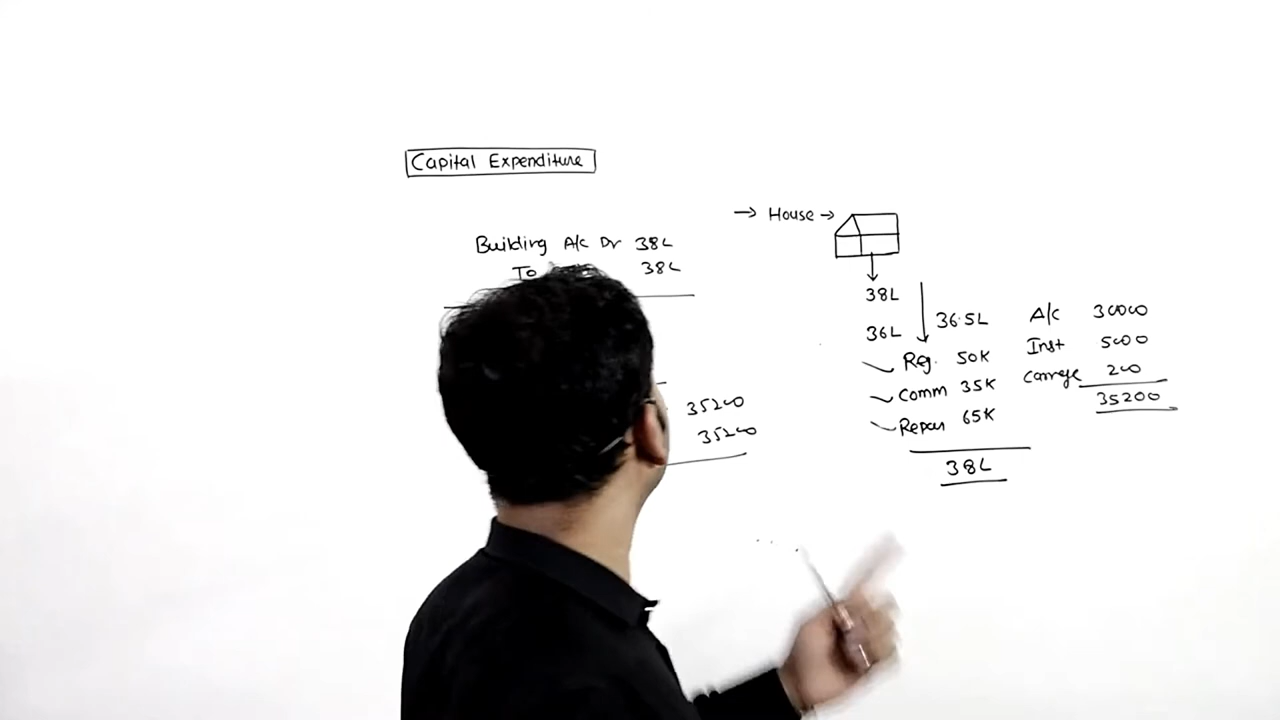 Capital Expenditure
Building A/c Dr 38L
To 38L
35200
35200
→ House →
38L
36L
36.5L
Reg. 50K
Comm 35K
Repair 65K
38L
A/c 30000
Inst 5000
Carrage 200
35200